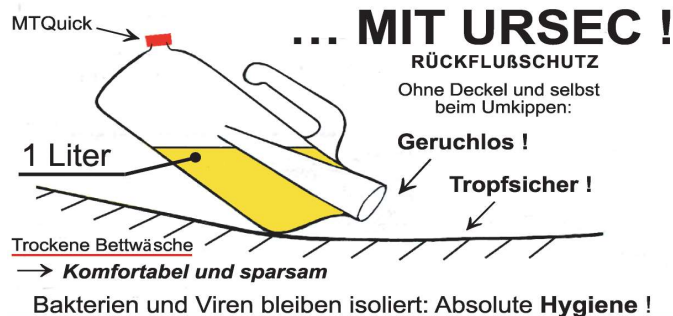 MTQuick
... MIT URSEC !
RÜCKFLUßSCHUTZ
Ohne Deckel und selbst
beim Umkippen:
Geruchlos !
1 Liter
Tropfsicher !
Trockene Bettwäsche
Komfortabel und sparsam
Bakterien und Viren bleiben isoliert: Absolute Hygiene !